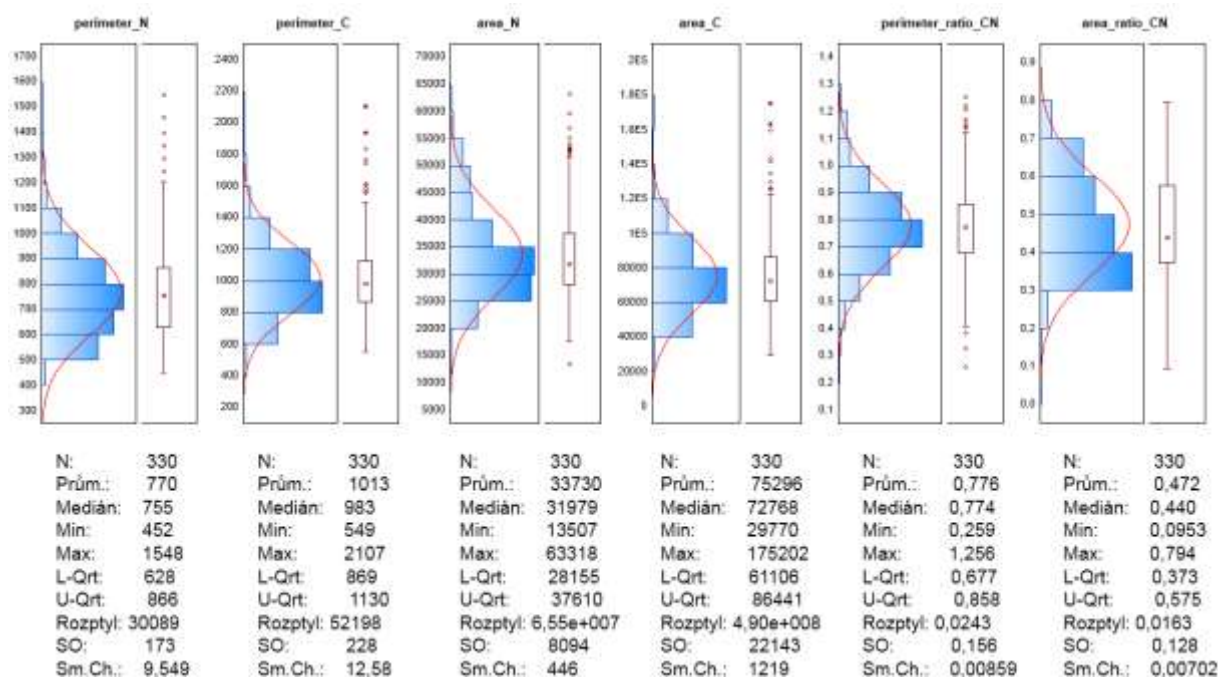 perimeter_N perimeter_C area_N area_C perimeter_ratio_CN area_ratio_CN
1700 2400 70000 2E5 1.4 0.9
1600 2200 65000 1.8E5 1.3 0.8
1500 2000 60000 1.6E5 1.2 0.7
1400 1800 55000 1.4E5 1.1 0.6
1300 1600 50000 1.2E5 1.0 0.5
1200 1400 45000 1E5 0.9 0.4
1100 1200 40000 80000 0.8 0.3
1000 1000 35000 60000 0.7 0.2
900 800 30000 40000 0.6 0.1
800 600 25000 20000 0.5 0.0
700 400 20000 0 0.4
600 200 15000 0.3
500 10000 0.2
400 5000 0.1
300
N: 330 N: 330 N: 330 N: 330 N: 330 N: 330
Prům.: 770 Prům.: 1013 Prům.: 33730 Prům.: 75296 Prům.: 0,776 Prům.: 0,472
Medián: 755 Medián: 983 Medián: 31979 Medián: 72768 Medián: 0,774 Medián: 0,440
Min: 452 Min: 549 Min: 13507 Min: 29770 Min: 0,259 Min: 0,0953
Max: 1548 Max: 2107 Max: 63318 Max: 175202 Max: 1,256 Max: 0,794
L-Qrt: 628 L-Qrt: 869 L-Qrt: 28155 L-Qrt: 61106 L-Qrt: 0,677 L-Qrt: 0,373
U-Qrt: 866 U-Qrt: 1130 U-Qrt: 37610 U-Qrt: 86441 U-Qrt: 0,858 U-Qrt: 0,575
Rozptyl: 30089 Rozptyl: 52198 Rozptyl: 6,55e+007 Rozptyl: 4,90e+008 Rozptyl: 0,0243 Rozptyl: 0,0163
SO: 173 SO: 228 SO: 8094 SO: 22143 SO: 0,156 SO: 0,128
Sm.Ch.: 9,549 Sm.Ch.: 12,58 Sm.Ch.: 446 Sm.Ch.: 1219 Sm.Ch.: 0,00859 Sm.Ch.: 0,00702